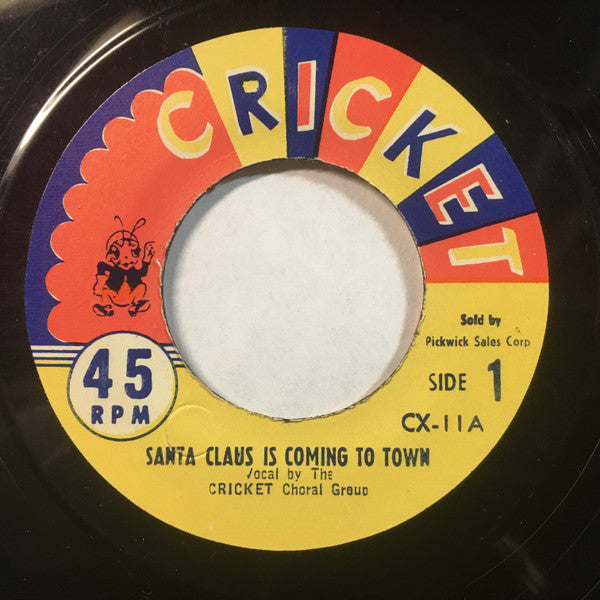 CRICKET
45
RPM
Sold by
Pickwick Sales Corp
SIDE 1
CX-11A
SANTA CLAUS IS COMING TO TOWN
Vocal by The
CRICKET Choral Group